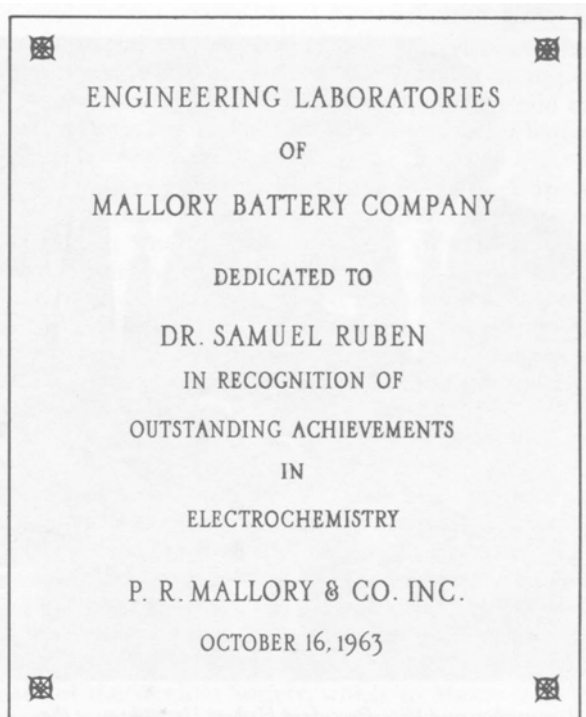 ENGINEERING LABORATORIES
OF
MALLORY BATTERY COMPANY
DEDICATED TO
DR. SAMUEL RUBEN
IN RECOGNITION OF
OUTSTANDING ACHIEVEMENTS
IN
ELECTROCHEMISTRY
P. R. MALLORY & CO. INC.
OCTOBER 16, 1963